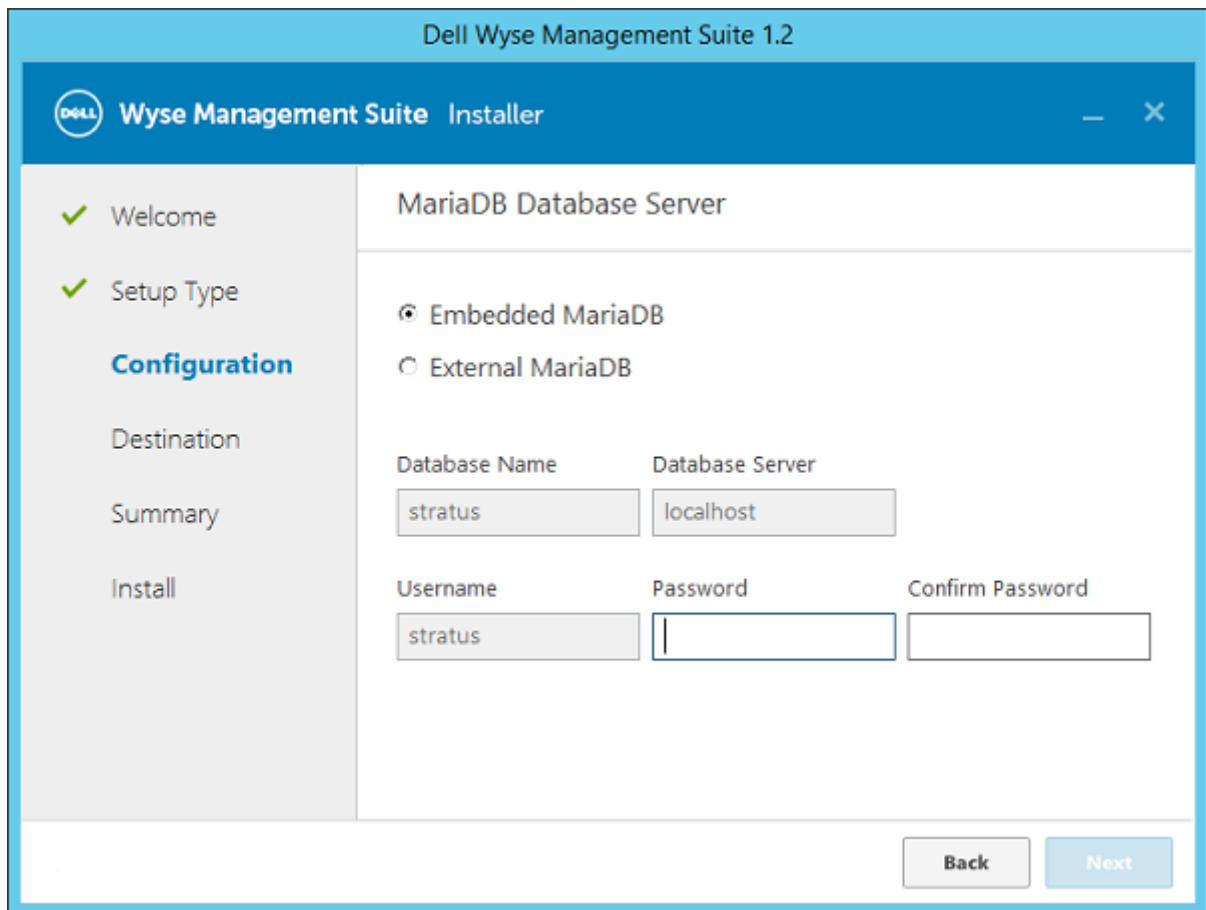 Dell Wyse Management Suite 1.2
DELL Wyse Management Suite Installer
Welcome
Setup Type
Configuration
Destination
Summary
Install
MariaDB Database Server
Embedded MariaDB
External MariaDB
Database Name Database Server
stratus localhost
Username Password Confirm Password
stratus
Back Next